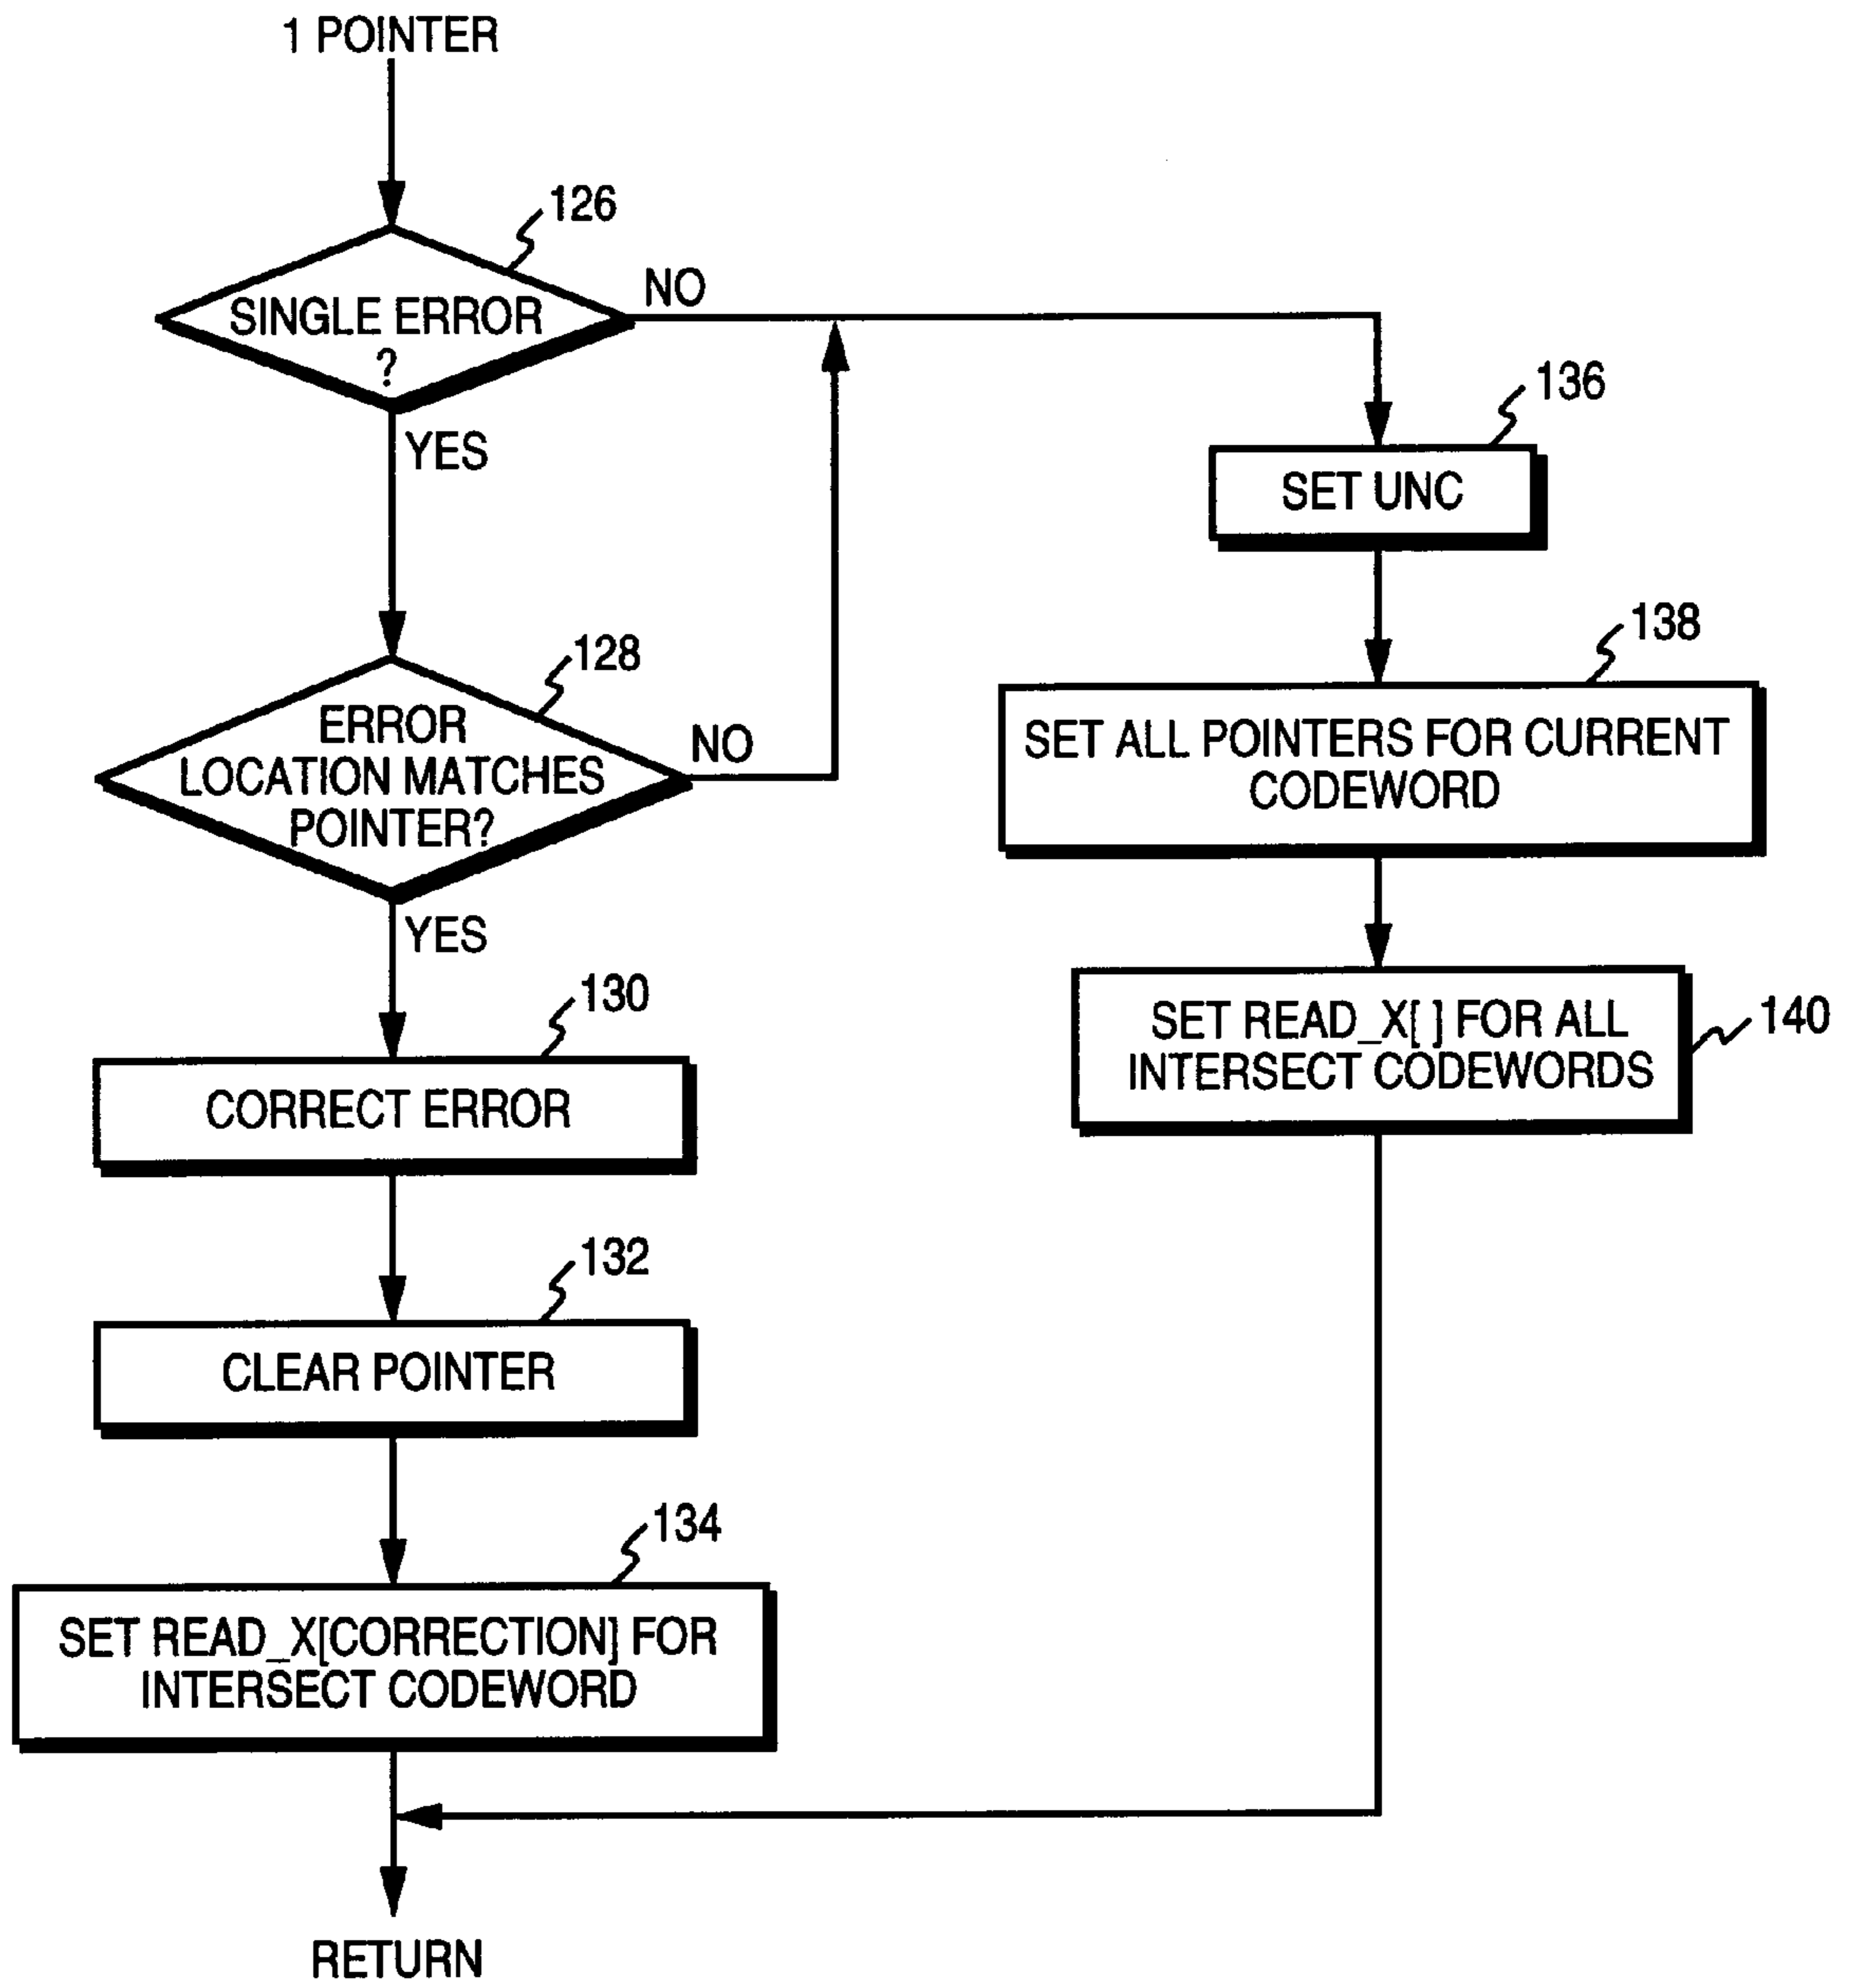 1 POINTER
126
SINGLE ERROR
?
NO
YES
128
ERROR
LOCATION MATCHES
POINTER?
NO
YES
130
CORRECT ERROR
132
CLEAR POINTER
134
SET READ_X[CORRECTION] FOR
INTERSECT CODEWORD
136
SET UNC
138
SET ALL POINTERS FOR CURRENT
CODEWORD
140
SET READ_X[ ] FOR ALL
INTERSECT CODEWORDS
RETURN